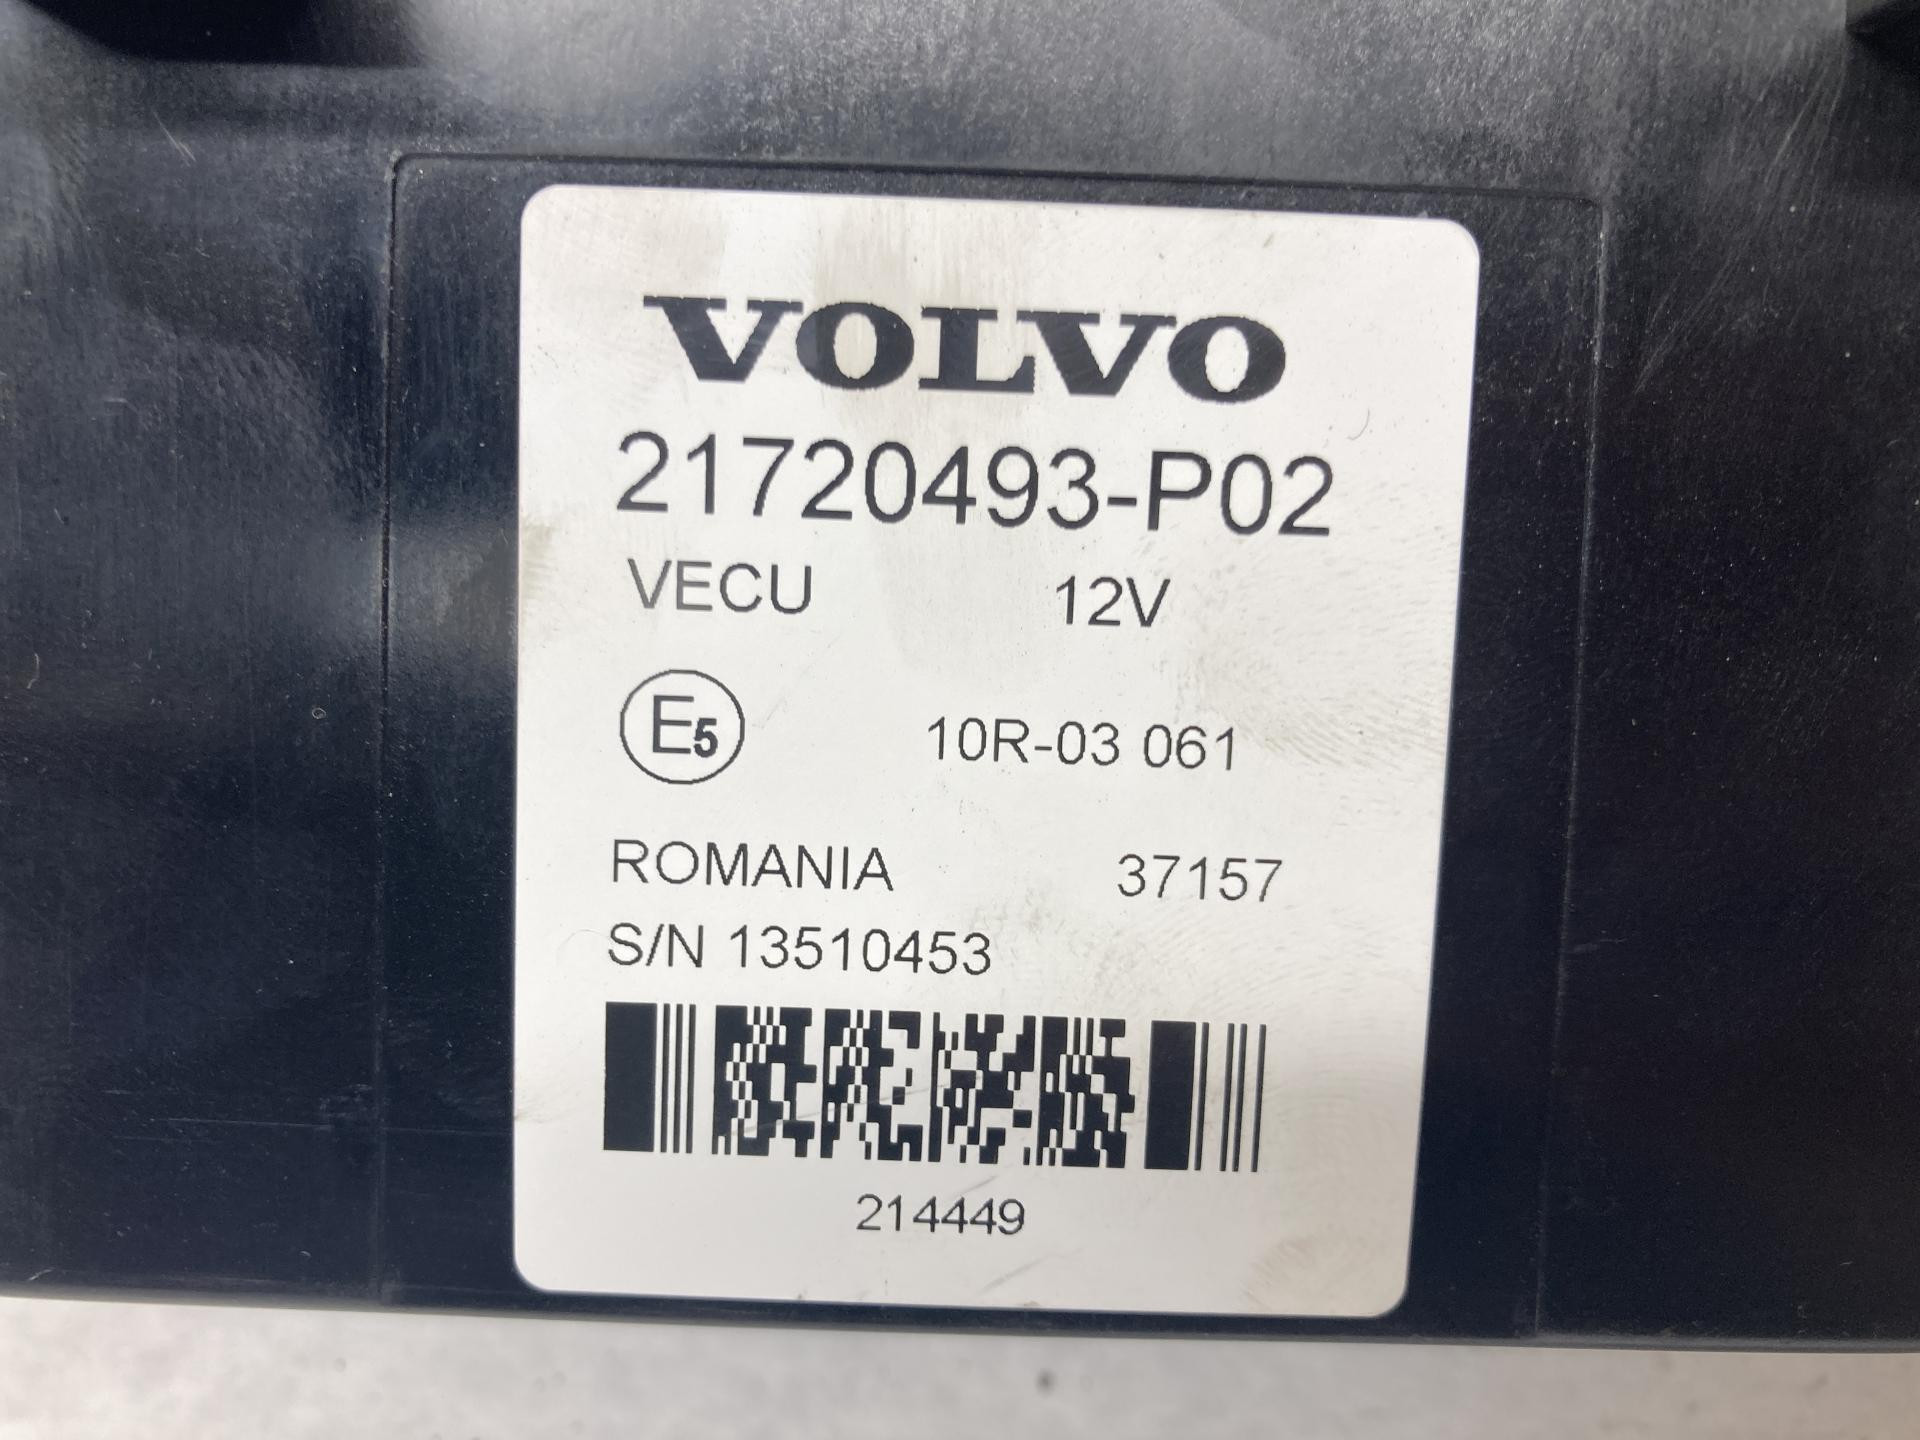 VOLVO
21720493-P02
VECU 12V
E5 10R-03 061
ROMANIA 37157
S/N 13510453
214449